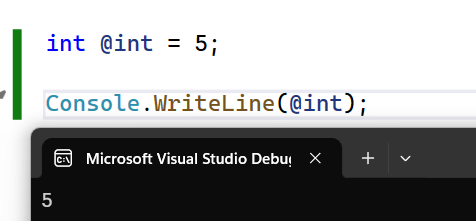 int @int = 5;
Console.WriteLine(@int);
Microsoft Visual Studio Debu
5